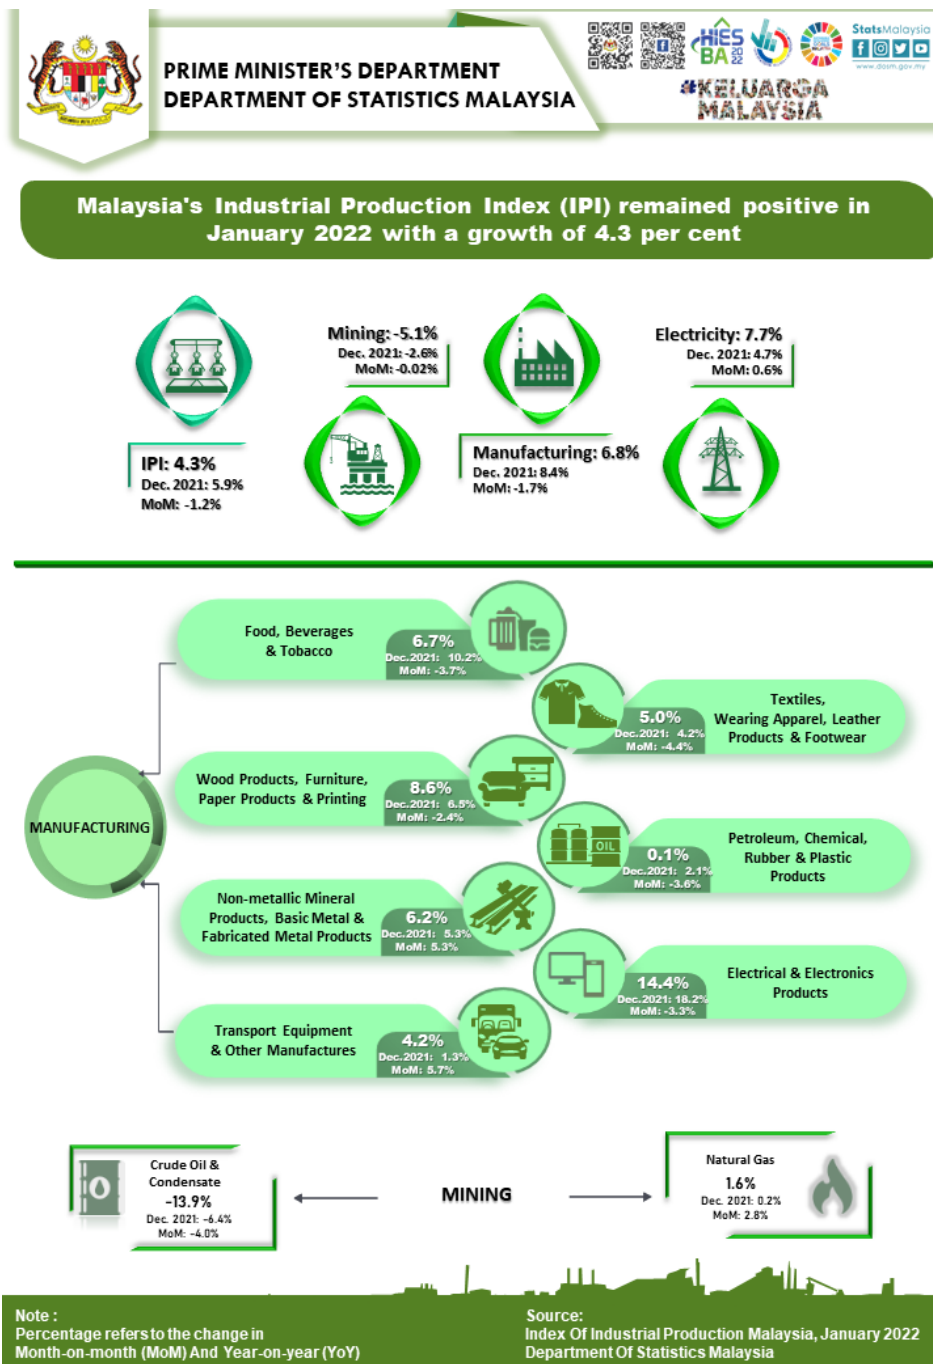 PRIME MINISTER'S DEPARTMENT
DEPARTMENT OF STATISTICS MALAYSIA
HIES
BA 22
StatsMalaysia
www.dosm.gov.my
#KELUARGA
MALAYSIA
Malaysia's Industrial Production Index (IPI) remained positive in
January 2022 with a growth of 4.3 per cent
IPI: 4.3%
Dec. 2021: 5.9%
MoM: -1.2%
Mining: -5.1%
Dec. 2021: -2.6%
MoM: -0.02%
Manufacturing: 6.8%
Dec. 2021: 8.4%
MoM: -1.7%
Electricity: 7.7%
Dec. 2021: 4.7%
MoM: 0.6%
MANUFACTURING
Food, Beverages
& Tobacco
6.7%
Dec.2021: 10.2%
MoM: -3.7%
Textiles,
Wearing Apparel, Leather
Products & Footwear
5.0%
Dec.2021: 4.2%
MoM: -4.4%
Wood Products, Furniture,
Paper Products & Printing
8.6%
Dec.2021: 6.5%
MoM: -2.4%
OIL
Petroleum, Chemical,
Rubber & Plastic
Products
0.1%
Dec.2021: 2.1%
MoM: -3.6%
Non-metallic Mineral
Products, Basic Metal &
Fabricated Metal Products
6.2%
Dec.2021: 5.3%
MoM: 5.3%
Electrical & Electronics
Products
14.4%
Dec.2021: 18.2%
MoM: -3.3%
Transport Equipment
& Other Manufactures
4.2%
Dec.2021: 1.3%
MoM: 5.7%
MINING
Crude Oil &
Condensate
-13.9%
Dec. 2021: -6.4%
MoM: -4.0%
Natural Gas
1.6%
Dec. 2021: 0.2%
MoM: 2.8%
Note :
Percentage refers to the change in
Month-on-month (MoM) And Year-on-year (YoY)
Source:
Index Of Industrial Production Malaysia, January 2022
Department Of Statistics Malaysia